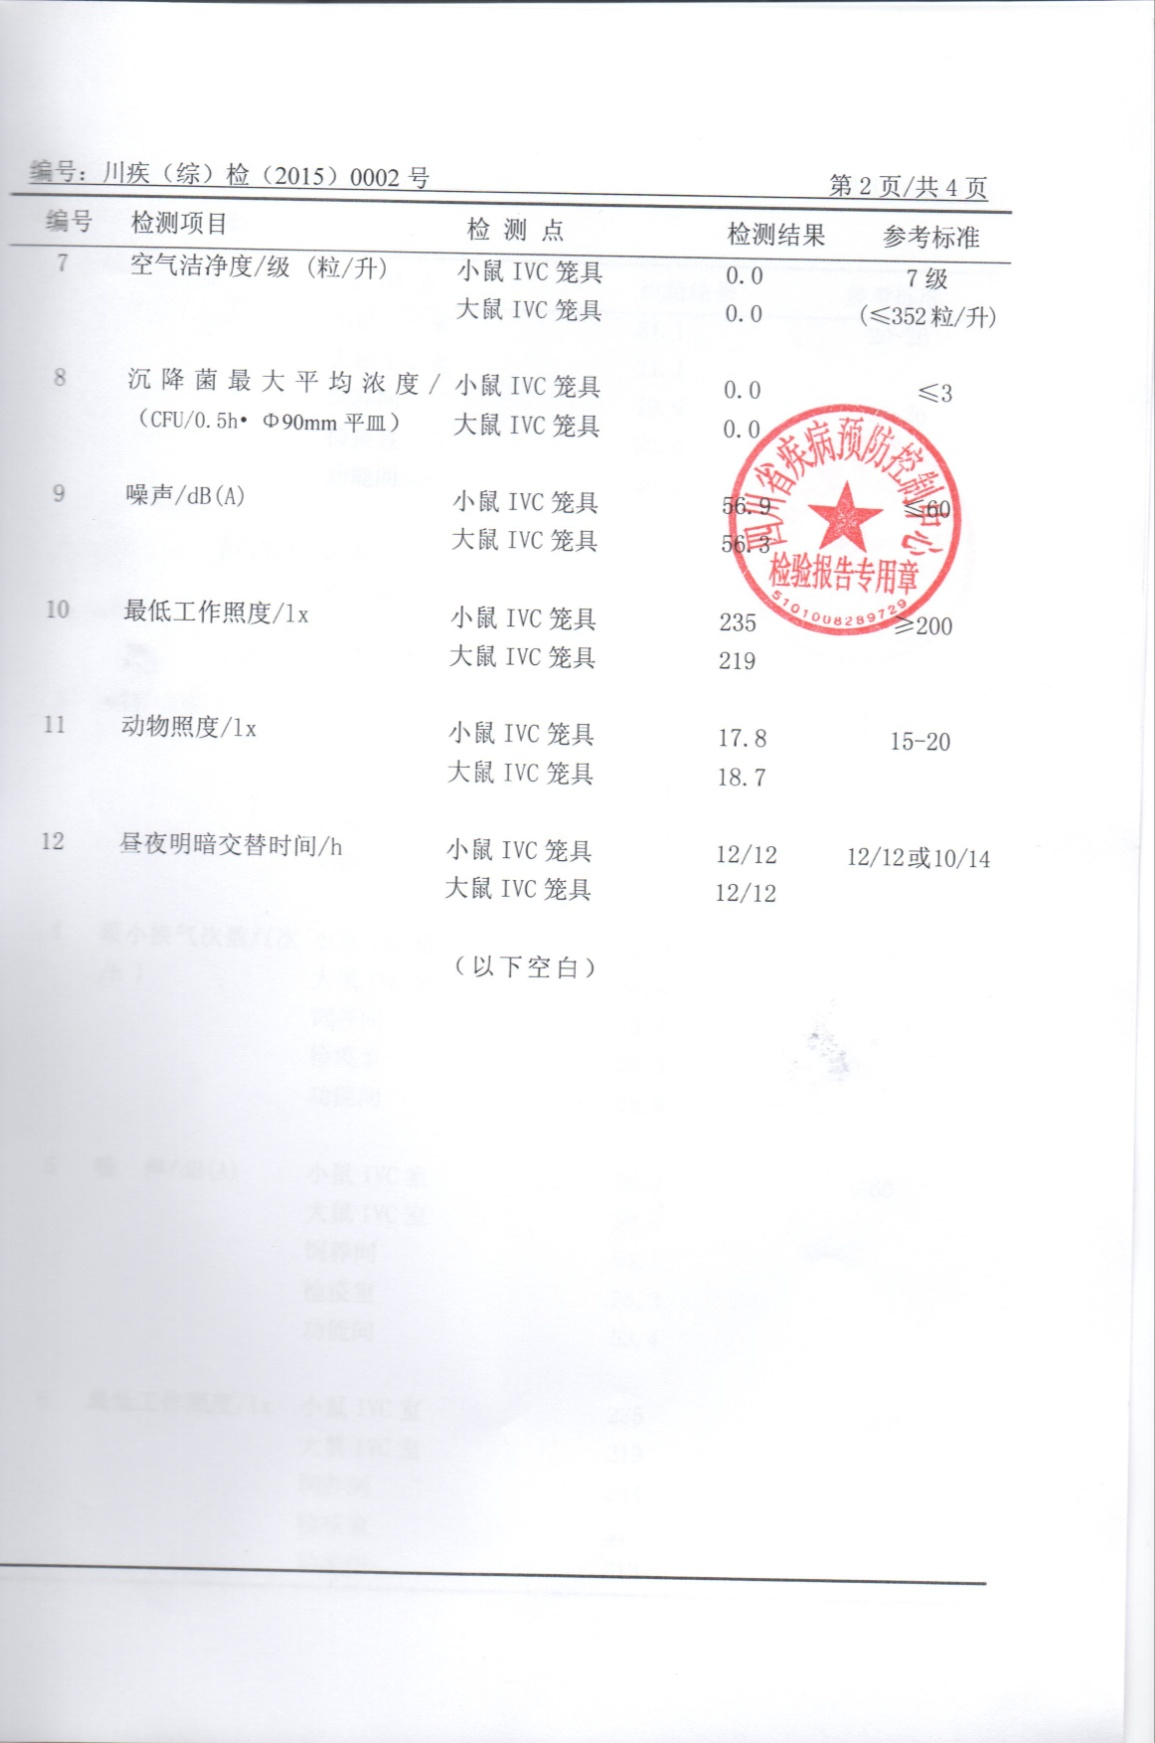 编号：川疾（综）检（2015）0002号
第2页/共4页
编号 检测项目 检 测 点 检测结果 参考标准
7 空气洁净度/级（粒/升） 小鼠 IVC 笼具 0.0 7级
大鼠 IVC 笼具 0.0 (≤352粒/升)
8 沉降菌最大平均浓度/ 小鼠 IVC 笼具 0.0 ≤3
（CFU/0.5h• Φ90mm 平皿） 大鼠 IVC 笼具 0.0
9 噪声/dB(A) 小鼠 IVC 笼具 56.9 ≤60
大鼠 IVC 笼具 56.3
四川省疾病预防控制中心
检验报告专用章
5101008289729
10 最低工作照度/lx 小鼠 IVC 笼具 235 ≥200
大鼠 IVC 笼具 219
11 动物照度/lx 小鼠 IVC 笼具 17.8 15-20
大鼠 IVC 笼具 18.7
12 昼夜明暗交替时间/h 小鼠 IVC 笼具 12/12 12/12或10/14
大鼠 IVC 笼具 12/12
（以下空白）